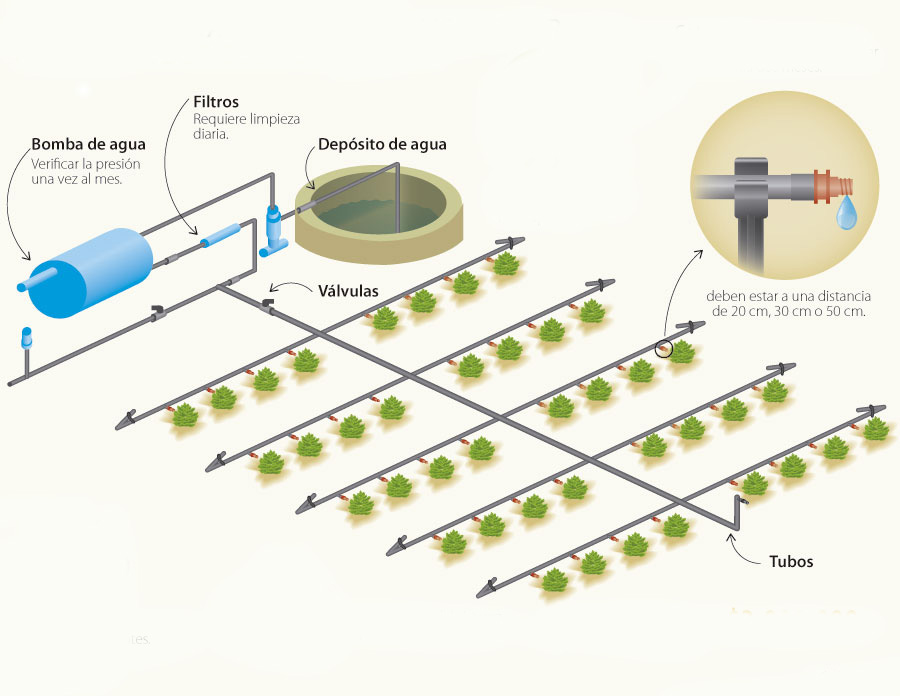 Filtros
Requiere limpieza
diaria.
Bomba de agua
Verificar la presión
una vez al mes.
Depósito de agua
Válvulas
deben estar a una distancia
de 20 cm, 30 cm o 50 cm.
Tubos